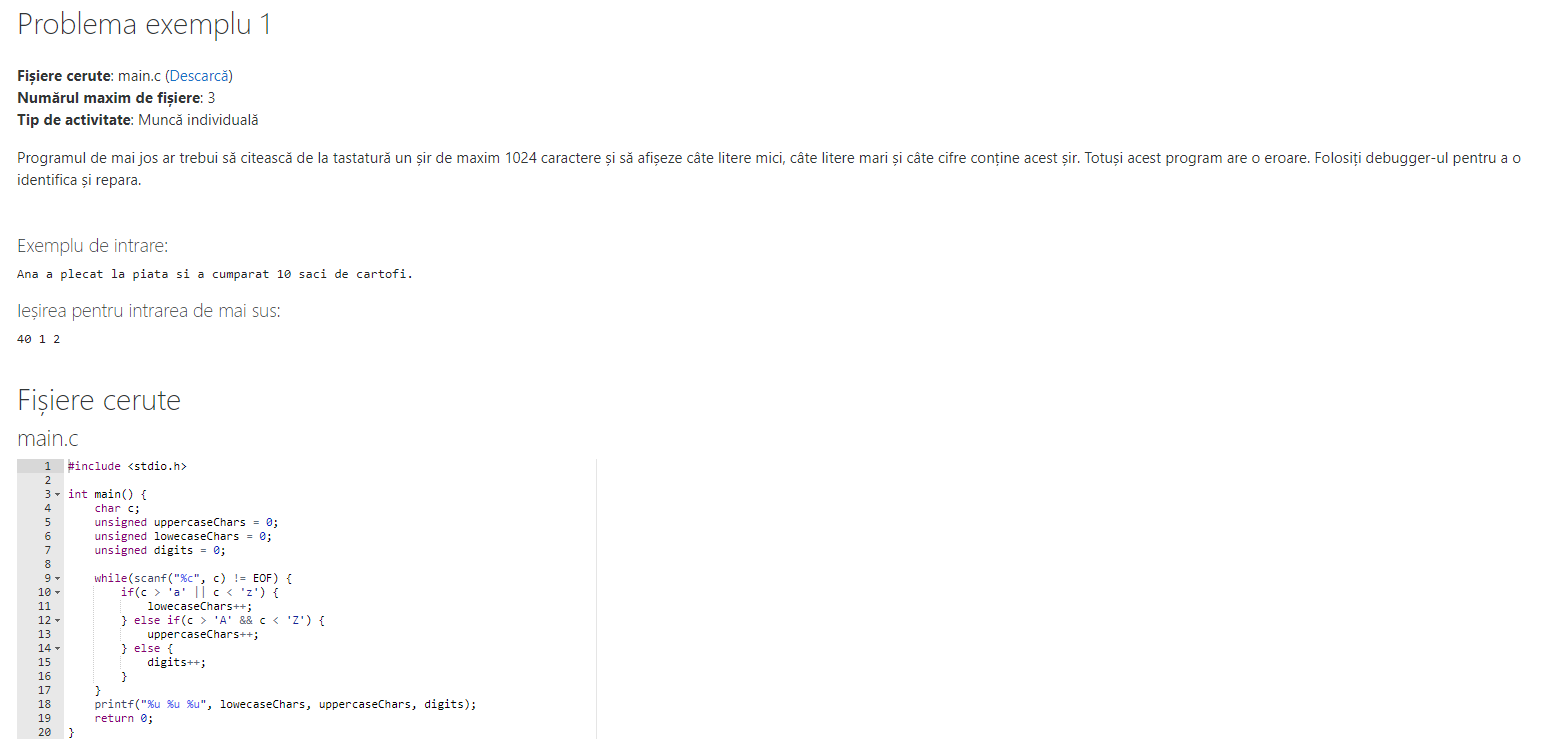 Problema exemplu 1
Fișiere cerute: main.c (Descarcă)
Numărul maxim de fișiere: 3
Tip de activitate: Muncă individuală
Programul de mai jos ar trebui să citească de la tastatură un șir de maxim 1024 caractere și să afișeze câte litere mici, câte litere mari și câte cifre conține acest șir. Totuși acest program are o eroare. Folosiți debugger-ul pentru a o
identifica și repara.
Exemplu de intrare:
Ana a plecat la piata si a cumparat 10 saci de cartofi.
Ieșirea pentru intrarea de mai sus:
40 1 2
Fișiere cerute
main.c
1 #include <stdio.h>
2
3 int main() {
4     char c;
5     unsigned uppercaseChars = 0;
6     unsigned lowecaseChars = 0;
7     unsigned digits = 0;
8
9     while(scanf("%c", c) != EOF) {
10         if(c > 'a' || c < 'z') {
11             lowecaseChars++;
12         } else if(c > 'A' && c < 'Z') {
13             uppercaseChars++;
14         } else {
15             digits++;
16         }
17     }
18     printf("%u %u %u", lowecaseChars, uppercaseChars, digits);
19     return 0;
20 }